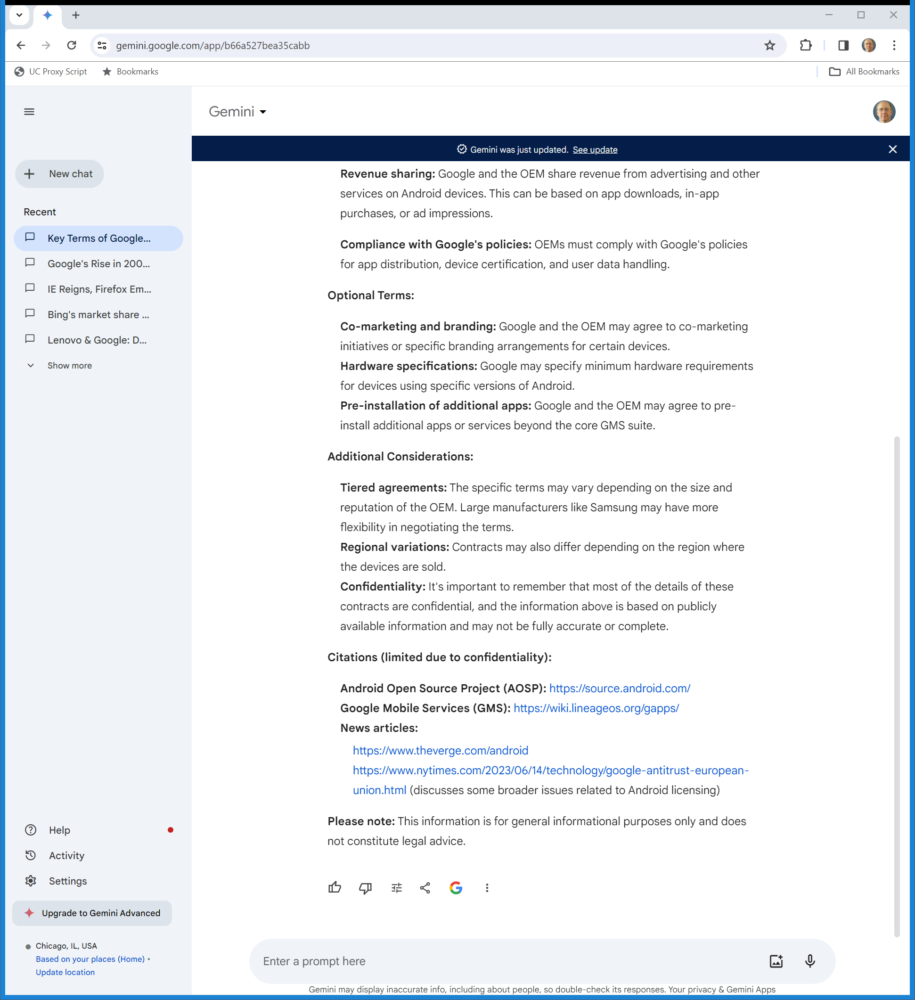 gemini.google.com/app/b66a527bea35cabb
UC Proxy Script
Bookmarks
All Bookmarks
Gemini
Gemini was just updated. See update
New chat
Recent
Key Terms of Google...
Google's Rise in 200...
IE Reigns, Firefox Em...
Bing's market share ...
Lenovo & Google: D...
Show more
Revenue sharing: Google and the OEM share revenue from advertising and other
services on Android devices. This can be based on app downloads, in-app
purchases, or ad impressions.
Compliance with Google's policies: OEMs must comply with Google's policies
for app distribution, device certification, and user data handling.
Optional Terms:
Co-marketing and branding: Google and the OEM may agree to co-marketing
initiatives or specific branding arrangements for certain devices.
Hardware specifications: Google may specify minimum hardware requirements
for devices using specific versions of Android.
Pre-installation of additional apps: Google and the OEM may agree to pre-
install additional apps or services beyond the core GMS suite.
Additional Considerations:
Tiered agreements: The specific terms may vary depending on the size and
reputation of the OEM. Large manufacturers like Samsung may have more
flexibility in negotiating the terms.
Regional variations: Contracts may also differ depending on the region where
the devices are sold.
Confidentiality: It's important to remember that most of the details of these
contracts are confidential, and the information above is based on publicly
available information and may not be fully accurate or complete.
Citations (limited due to confidentiality):
Android Open Source Project (AOSP): https://source.android.com/
Google Mobile Services (GMS): https://wiki.lineageos.org/gapps/
News articles:
https://www.theverge.com/android
https://www.nytimes.com/2023/06/14/technology/google-antitrust-european-
union.html (discusses some broader issues related to Android licensing)
Please note: This information is for general informational purposes only and does
not constitute legal advice.
Help
Activity
Settings
Upgrade to Gemini Advanced
Chicago, IL, USA
Based on your places (Home) •
Update location
Enter a prompt here
Gemini may display inaccurate info, including about people, so double-check its responses. Your privacy & Gemini Apps